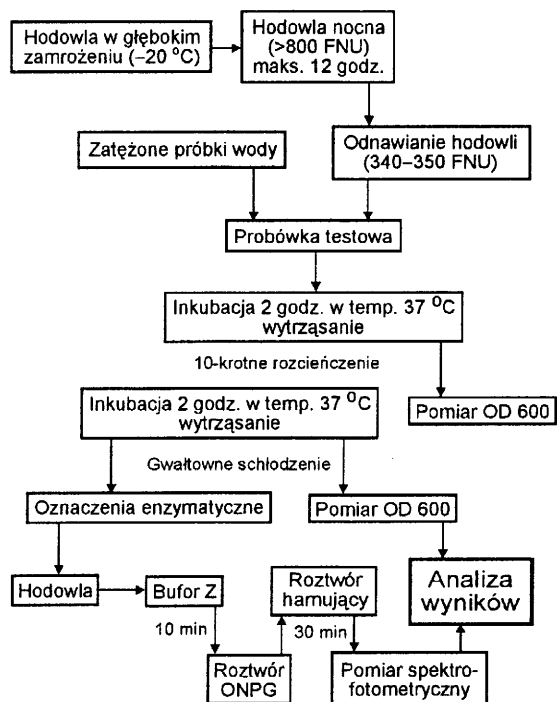 Hodowla w głębokim
zamrożeniu (–20 °C)
Hodowla nocna
(>800 FNU)
maks. 12 godz.
Zatężone próbki wody
Odnawianie hodowli
(340–350 FNU)
Probówka testowa
Inkubacja 2 godz. w temp. 37 °C
wytrząsanie
10-krotne rozcieńczenie
Inkubacja 2 godz. w temp. 37 °C
wytrząsanie
Pomiar OD 600
Gwałtowne schłodzenie
Oznaczenia enzymatyczne
Pomiar OD 600
Hodowla
Bufor Z
Roztwór
hamujący
Analiza
wyników
10 min
30 min
Roztwór
ONPG
Pomiar spektro-
fotometryczny